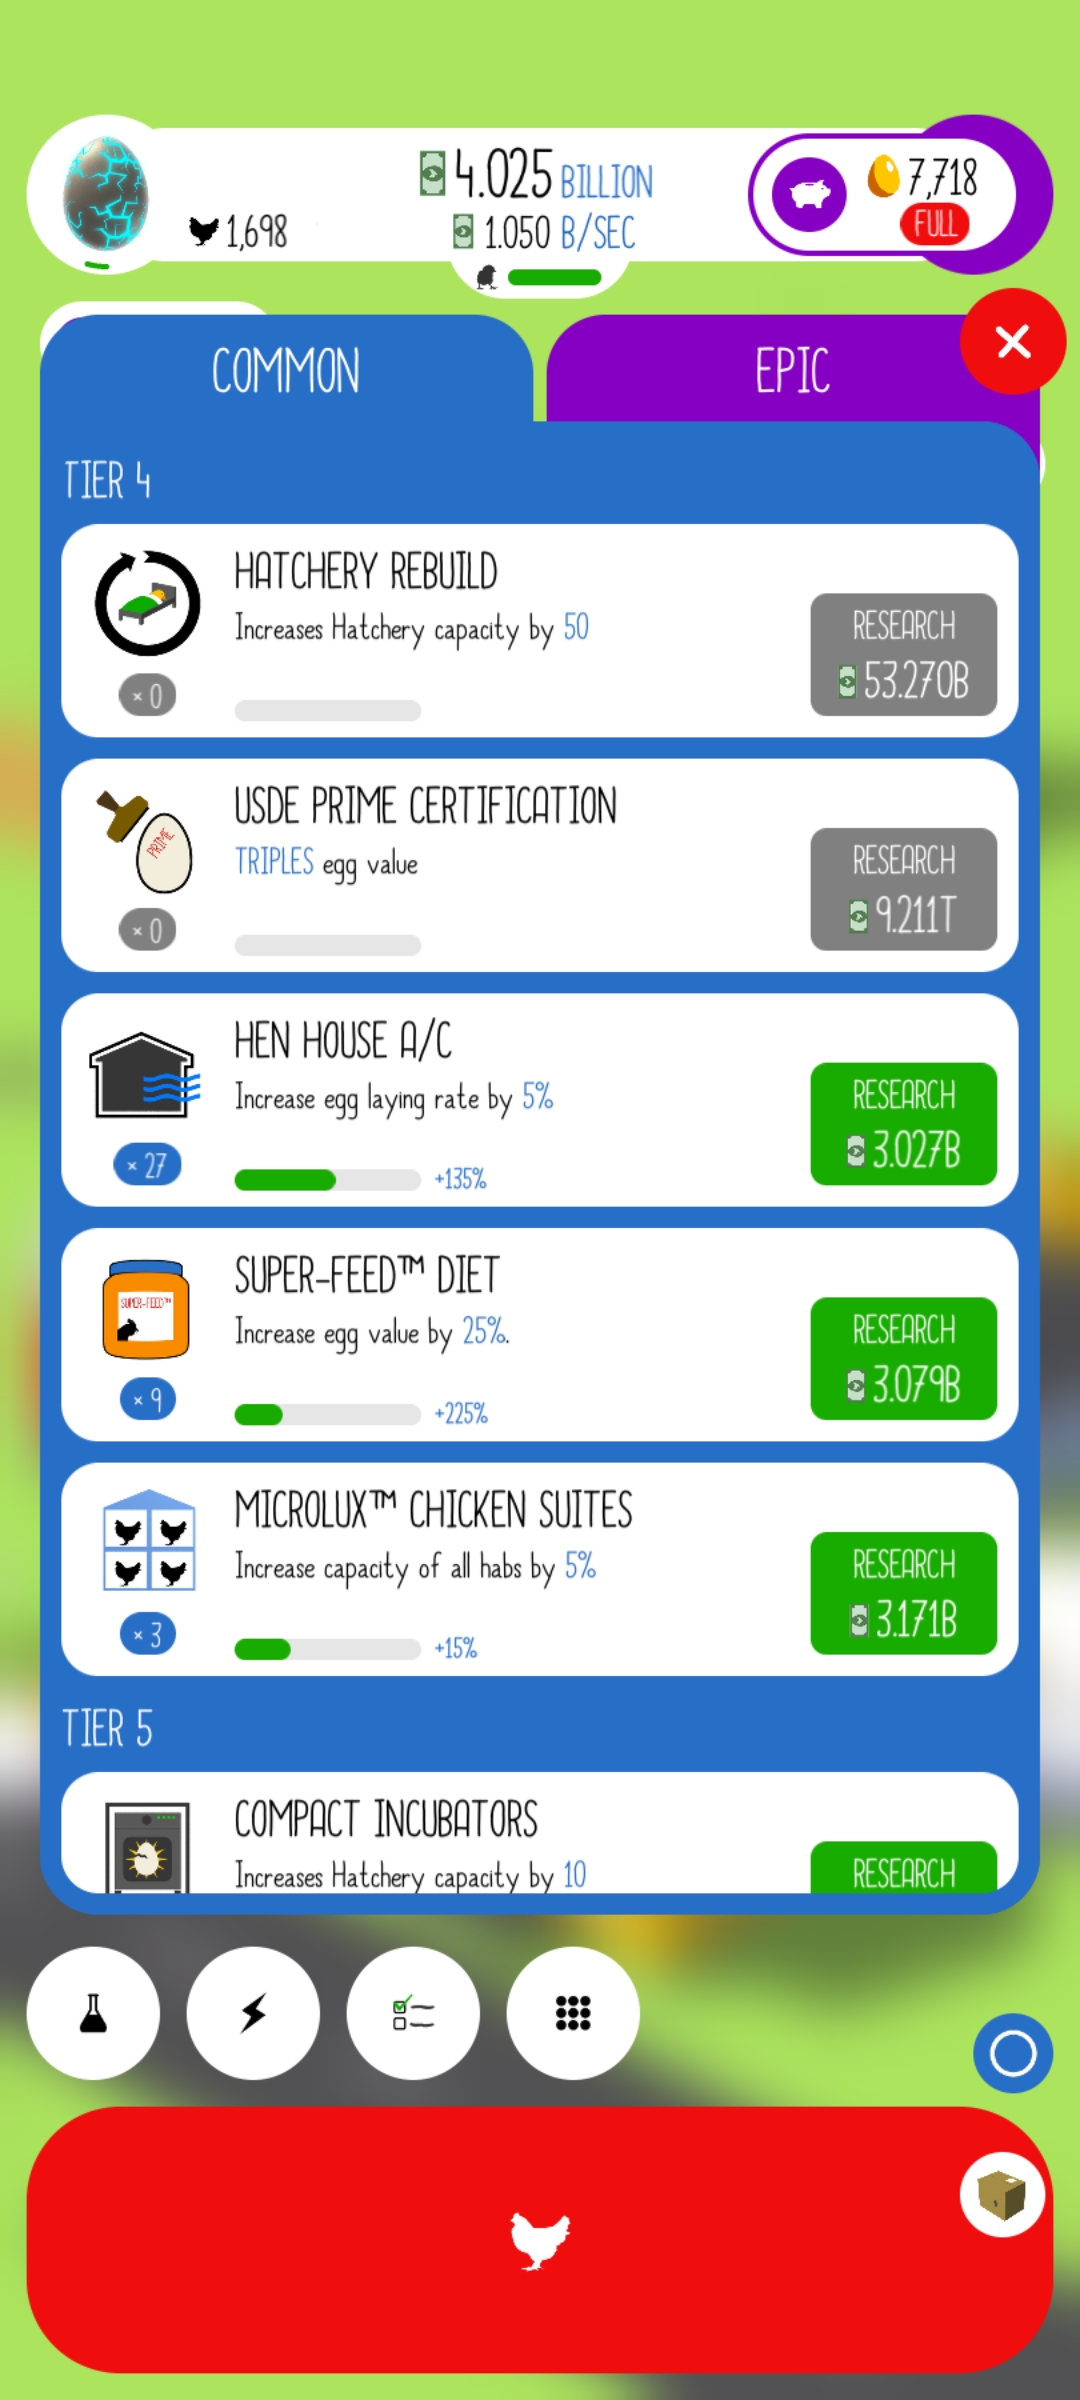 4.025 BILLION
1,698
1.050 B/SEC
7,718
FULL
COMMON
EPIC
TIER 4
HATCHERY REBUILD
Increases Hatchery capacity by 50
× 0
RESEARCH
53.270B
USDE PRIME CERTIFICATION
TRIPLES egg value
PRIME
× 0
RESEARCH
9.211T
HEN HOUSE A/C
Increase egg laying rate by 5%
× 27
+135%
RESEARCH
3.027B
SUPER-FEED™ DIET
Increase egg value by 25%.
SUPER-FEED™
× 9
+225%
RESEARCH
3.079B
MICROLUX™ CHICKEN SUITES
Increase capacity of all habs by 5%
× 3
+15%
RESEARCH
3.171B
TIER 5
COMPACT INCUBATORS
Increases Hatchery capacity by 10
RESEARCH